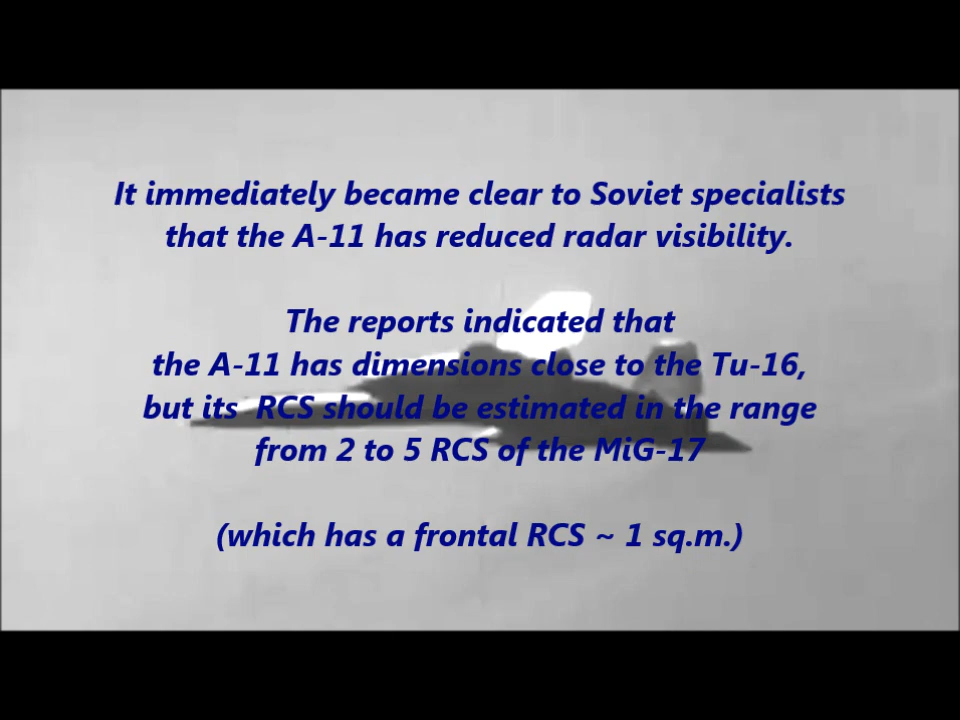 It immediately became clear to Soviet specialists
that the A-11 has reduced radar visibility.
The reports indicated that
the A-11 has dimensions close to the Tu-16,
but its  RCS should be estimated in the range
from 2 to 5 RCS of the MiG-17
(which has a frontal RCS ~ 1 sq.m.)